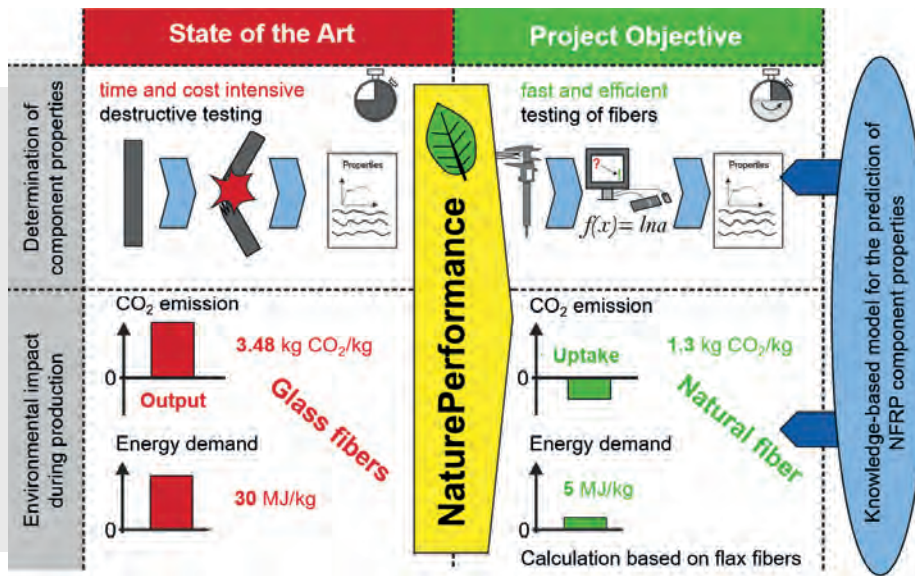 State of the Art
Project Objective
Determination of
component properties
time and cost intensive
destructive testing
Properties
fast and efficient
testing of fibers
?
!
f(x)= lna
Properties
NaturePerformance
Knowledge-based model for the prediction of
NFRP component properties
Environmental impact
during production
CO₂ emission
0
Output
3.48 kg CO₂/kg
Glass fibers
Energy demand
0
30 MJ/kg
CO₂ emission
0
Uptake
1.3 kg CO₂/kg
Natural fiber
Energy demand
0
5 MJ/kg
Calculation based on flax fibers